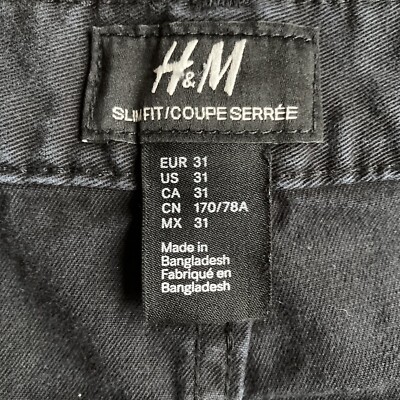 H&M
SLIM FIT/COUPE SERRÉE
EUR 31
US 31
CA 31
CN 170/78A
MX 31
Made in
Bangladesh
Fabriqué en
Bangladesh